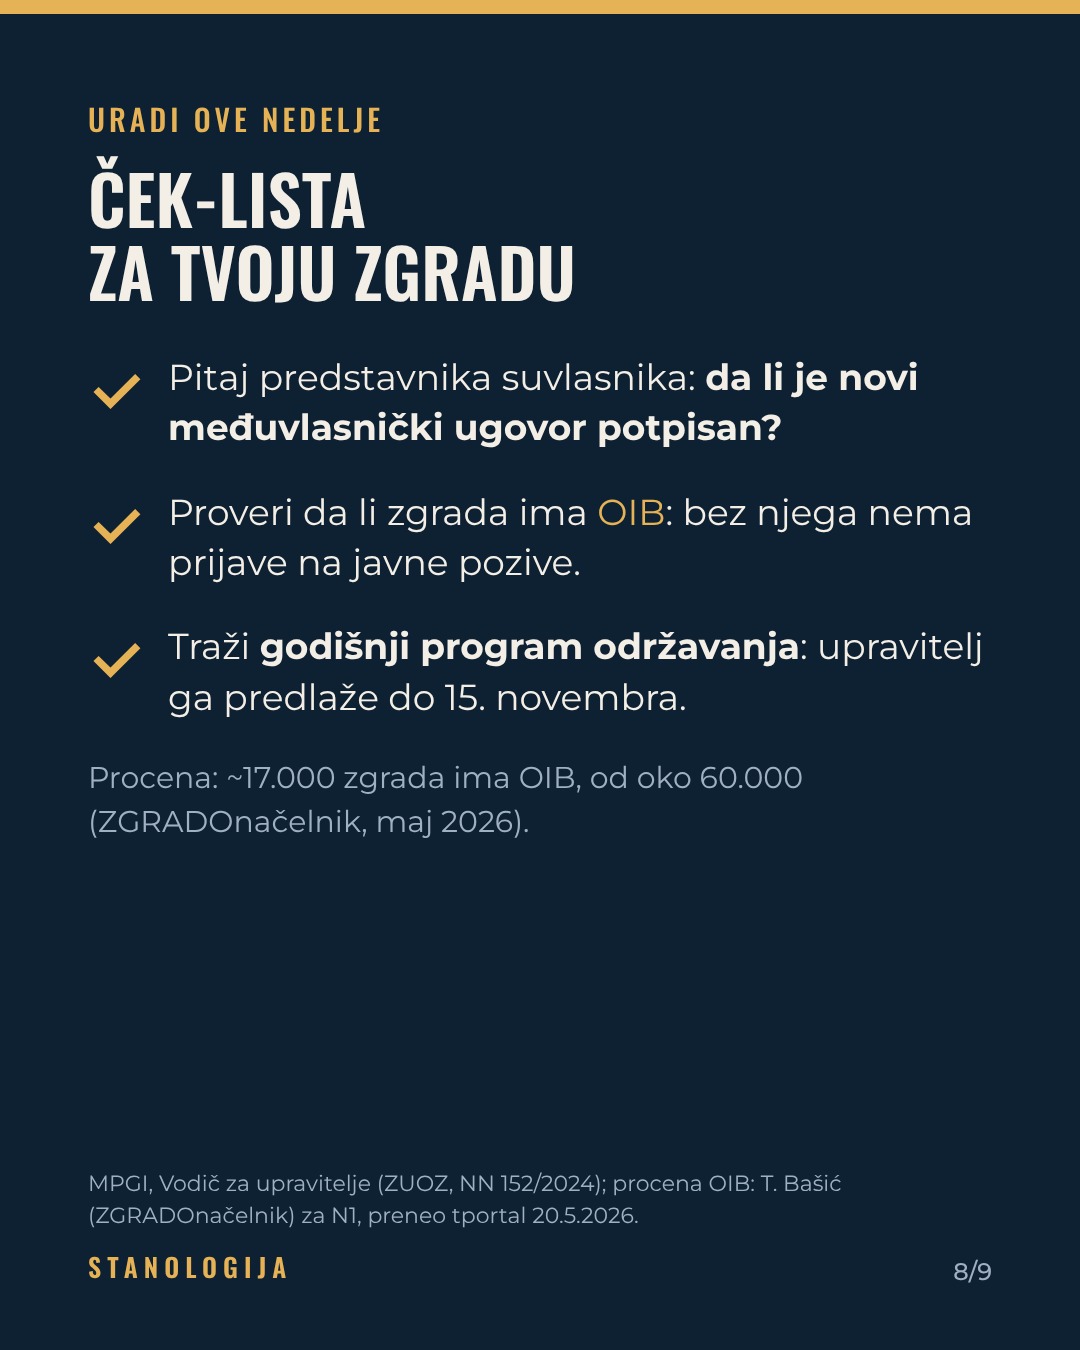 URADI OVE NEDELJE
ČEK-LISTA
ZA TVOJU ZGRADU
Pitaj predstavnika suvlasnika: da li je novi
međuvlasnički ugovor potpisan?
Proveri da li zgrada ima OIB: bez njega nema
prijave na javne pozive.
Traži godišnji program održavanja: upravitelj
ga predlaže do 15. novembra.
Procena: ~17.000 zgrada ima OIB, od oko 60.000
(ZGRADOnačelnik, maj 2026).
MPGI, Vodič za upravitelje (ZUOZ, NN 152/2024); procena OIB: T. Bašić
(ZGRADOnačelnik) za N1, preneo tportal 20.5.2026.
STANOLOGIJA
8/9